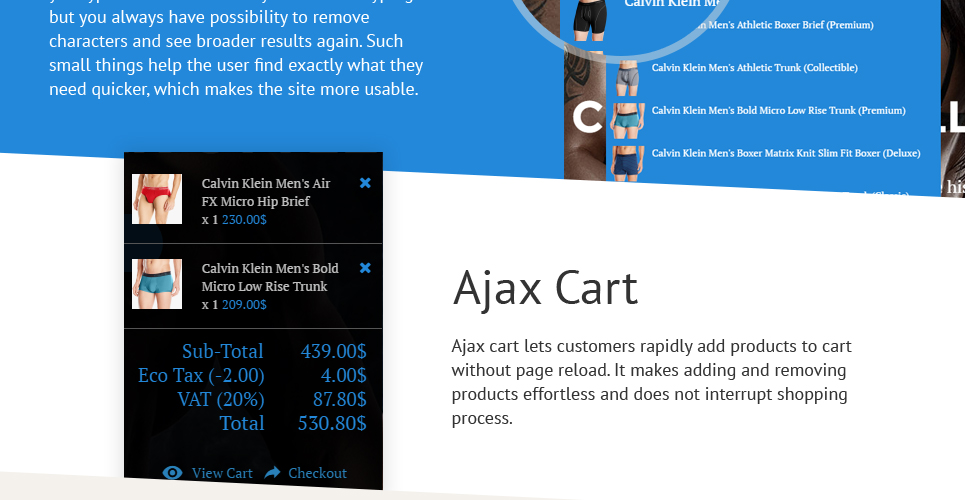 but you always have possibility to remove
characters and see broader results again. Such
small things help the user find exactly what they
need quicker, which makes the site more usable.
Calvin Klein
Men's Athletic Boxer Brief (Premium)
Calvin Klein Men's Athletic Trunk (Collectible)
Calvin Klein Men's Bold Micro Low Rise Trunk (Premium)
Calvin Klein Men's Boxer Matrix Knit Slim Fit Boxer (Deluxe)
C
LL
his
Calvin Klein Men's Air
FX Micro Hip Brief
x 1 230.00$
Calvin Klein Men's Bold
Micro Low Rise Trunk
x 1 209.00$
Sub-Total 439.00$
Eco Tax (-2.00) 4.00$
VAT (20%) 87.80$
Total 530.80$
View Cart Checkout
Ajax Cart
Ajax cart lets customers rapidly add products to cart
without page reload. It makes adding and removing
products effortless and does not interrupt shopping
process.